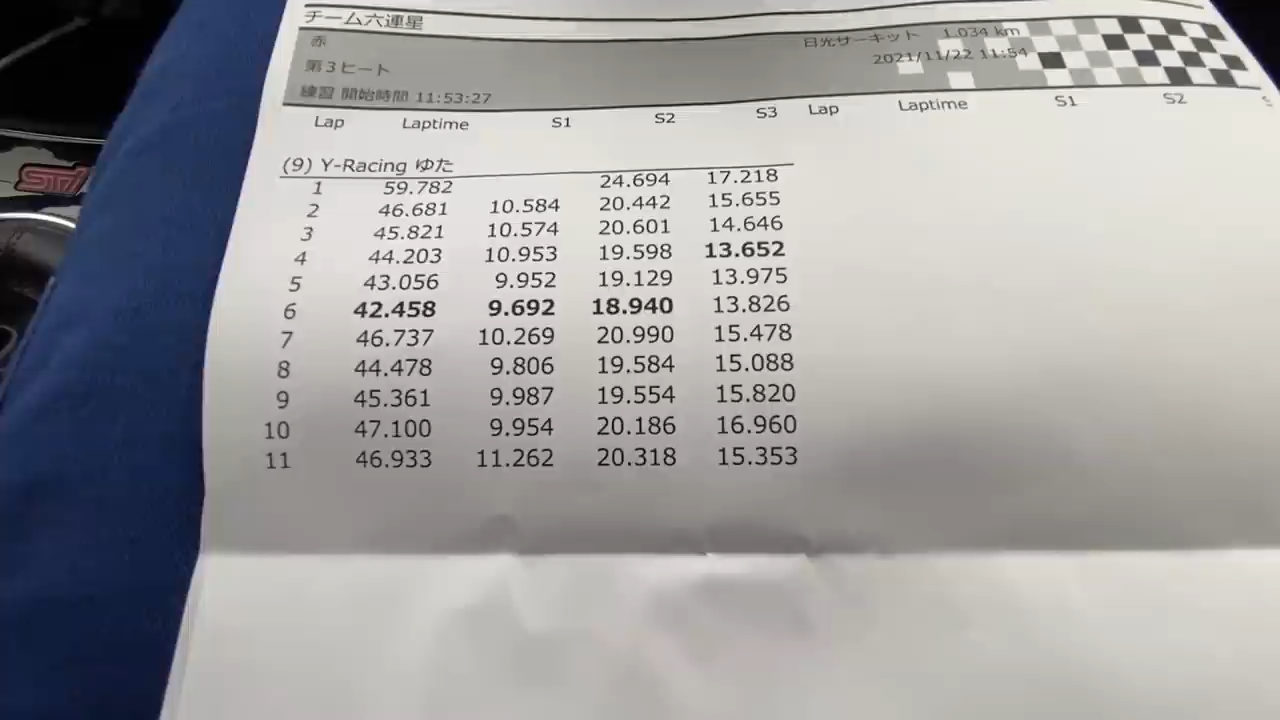 チーム六連星
赤
日光サーキット 1.034 km
第3ヒート
2021/11/22 11:54
練習 開始時間 11:53:27
Lap Laptime S1 S2 S3 Lap Laptime S1 S2
(9) Y-Racing ゆた
1 59.782 24.694 17.218
2 46.681 10.584 20.442 15.655
3 45.821 10.574 20.601 14.646
4 44.203 10.953 19.598 13.652
5 43.056 9.952 19.129 13.975
6 42.458 9.692 18.940 13.826
7 46.737 10.269 20.990 15.478
8 44.478 9.806 19.584 15.088
9 45.361 9.987 19.554 15.820
10 47.100 9.954 20.186 16.960
11 46.933 11.262 20.318 15.353
STI